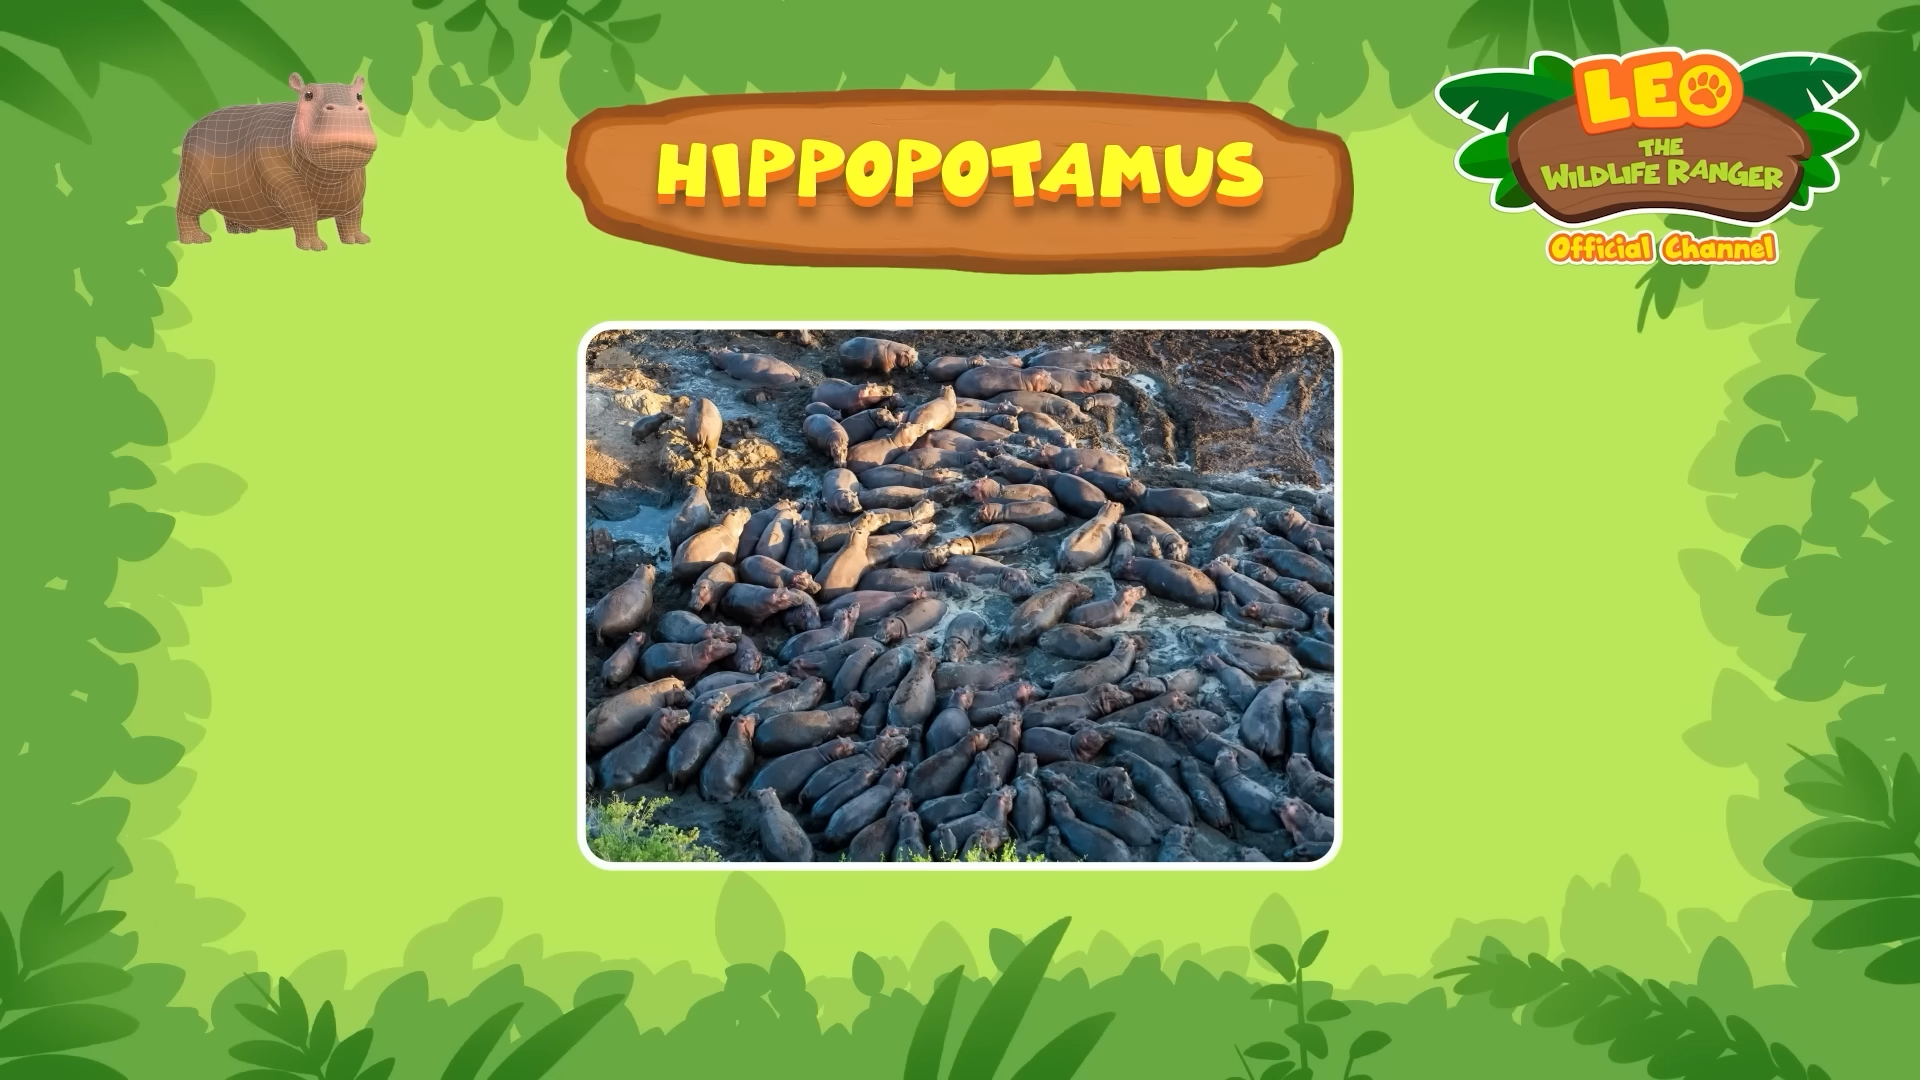 HIPPOPOTAMUS
LEO
THE
WILDLIFE RANGER
Official Channel